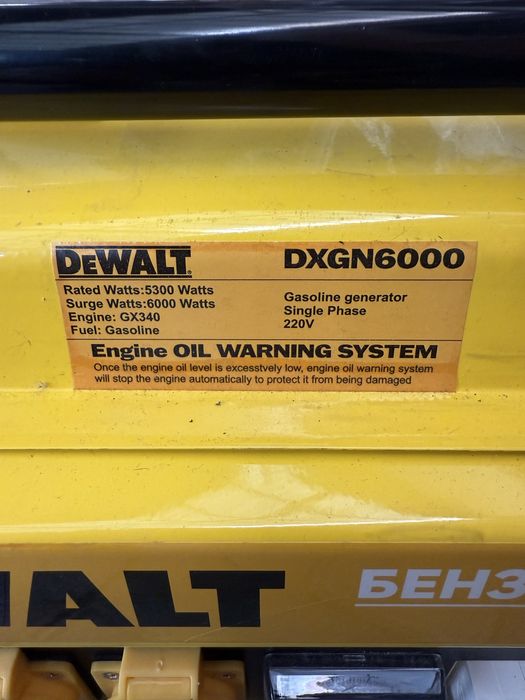 DEWALT
DXGN6000
Rated Watts:5300 Watts
Surge Watts:6000 Watts
Engine: GX340
Fuel: Gasoline
Gasoline generator
Single Phase
220V
Engine OIL WARNING SYSTEM
Once the engine oil level is excesstvely low, engine oil warning system
will stop the engine automatically to protect it from being damaged
ALT
БЕНЗ